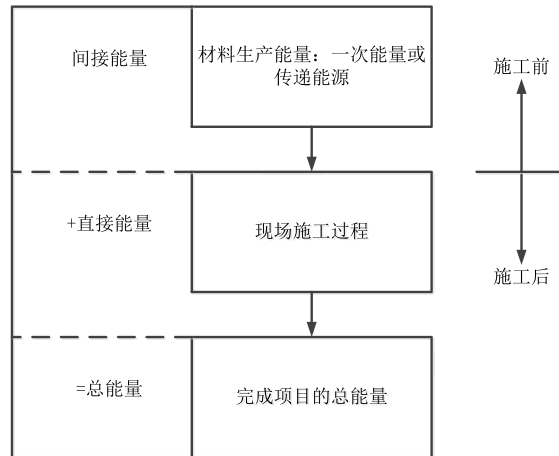 间接能量
材料生产能量：一次能量或
传递能源
施工前
+直接能量
现场施工过程
施工后
=总能量
完成项目的总能量